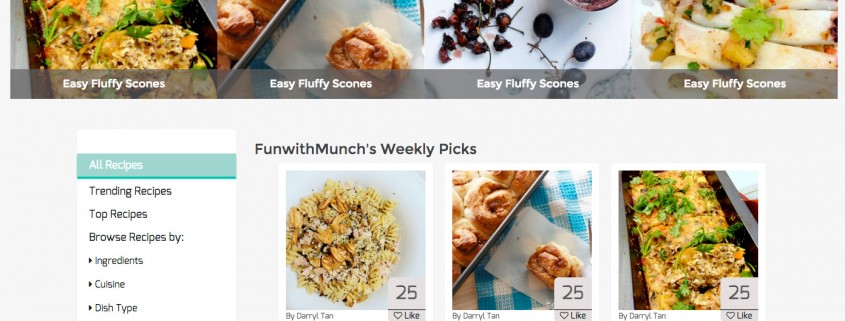 Easy Fluffy Scones
Easy Fluffy Scones
Easy Fluffy Scones
Easy Fluffy Scones
FunwithMunch's Weekly Picks
All Recipes
Trending Recipes
Top Recipes
Browse Recipes by:
Ingredients
Cuisine
Dish Type
25
By Darryl Tan
Like
25
By Darryl Tan
Like
25
By Darryl Tan
Like